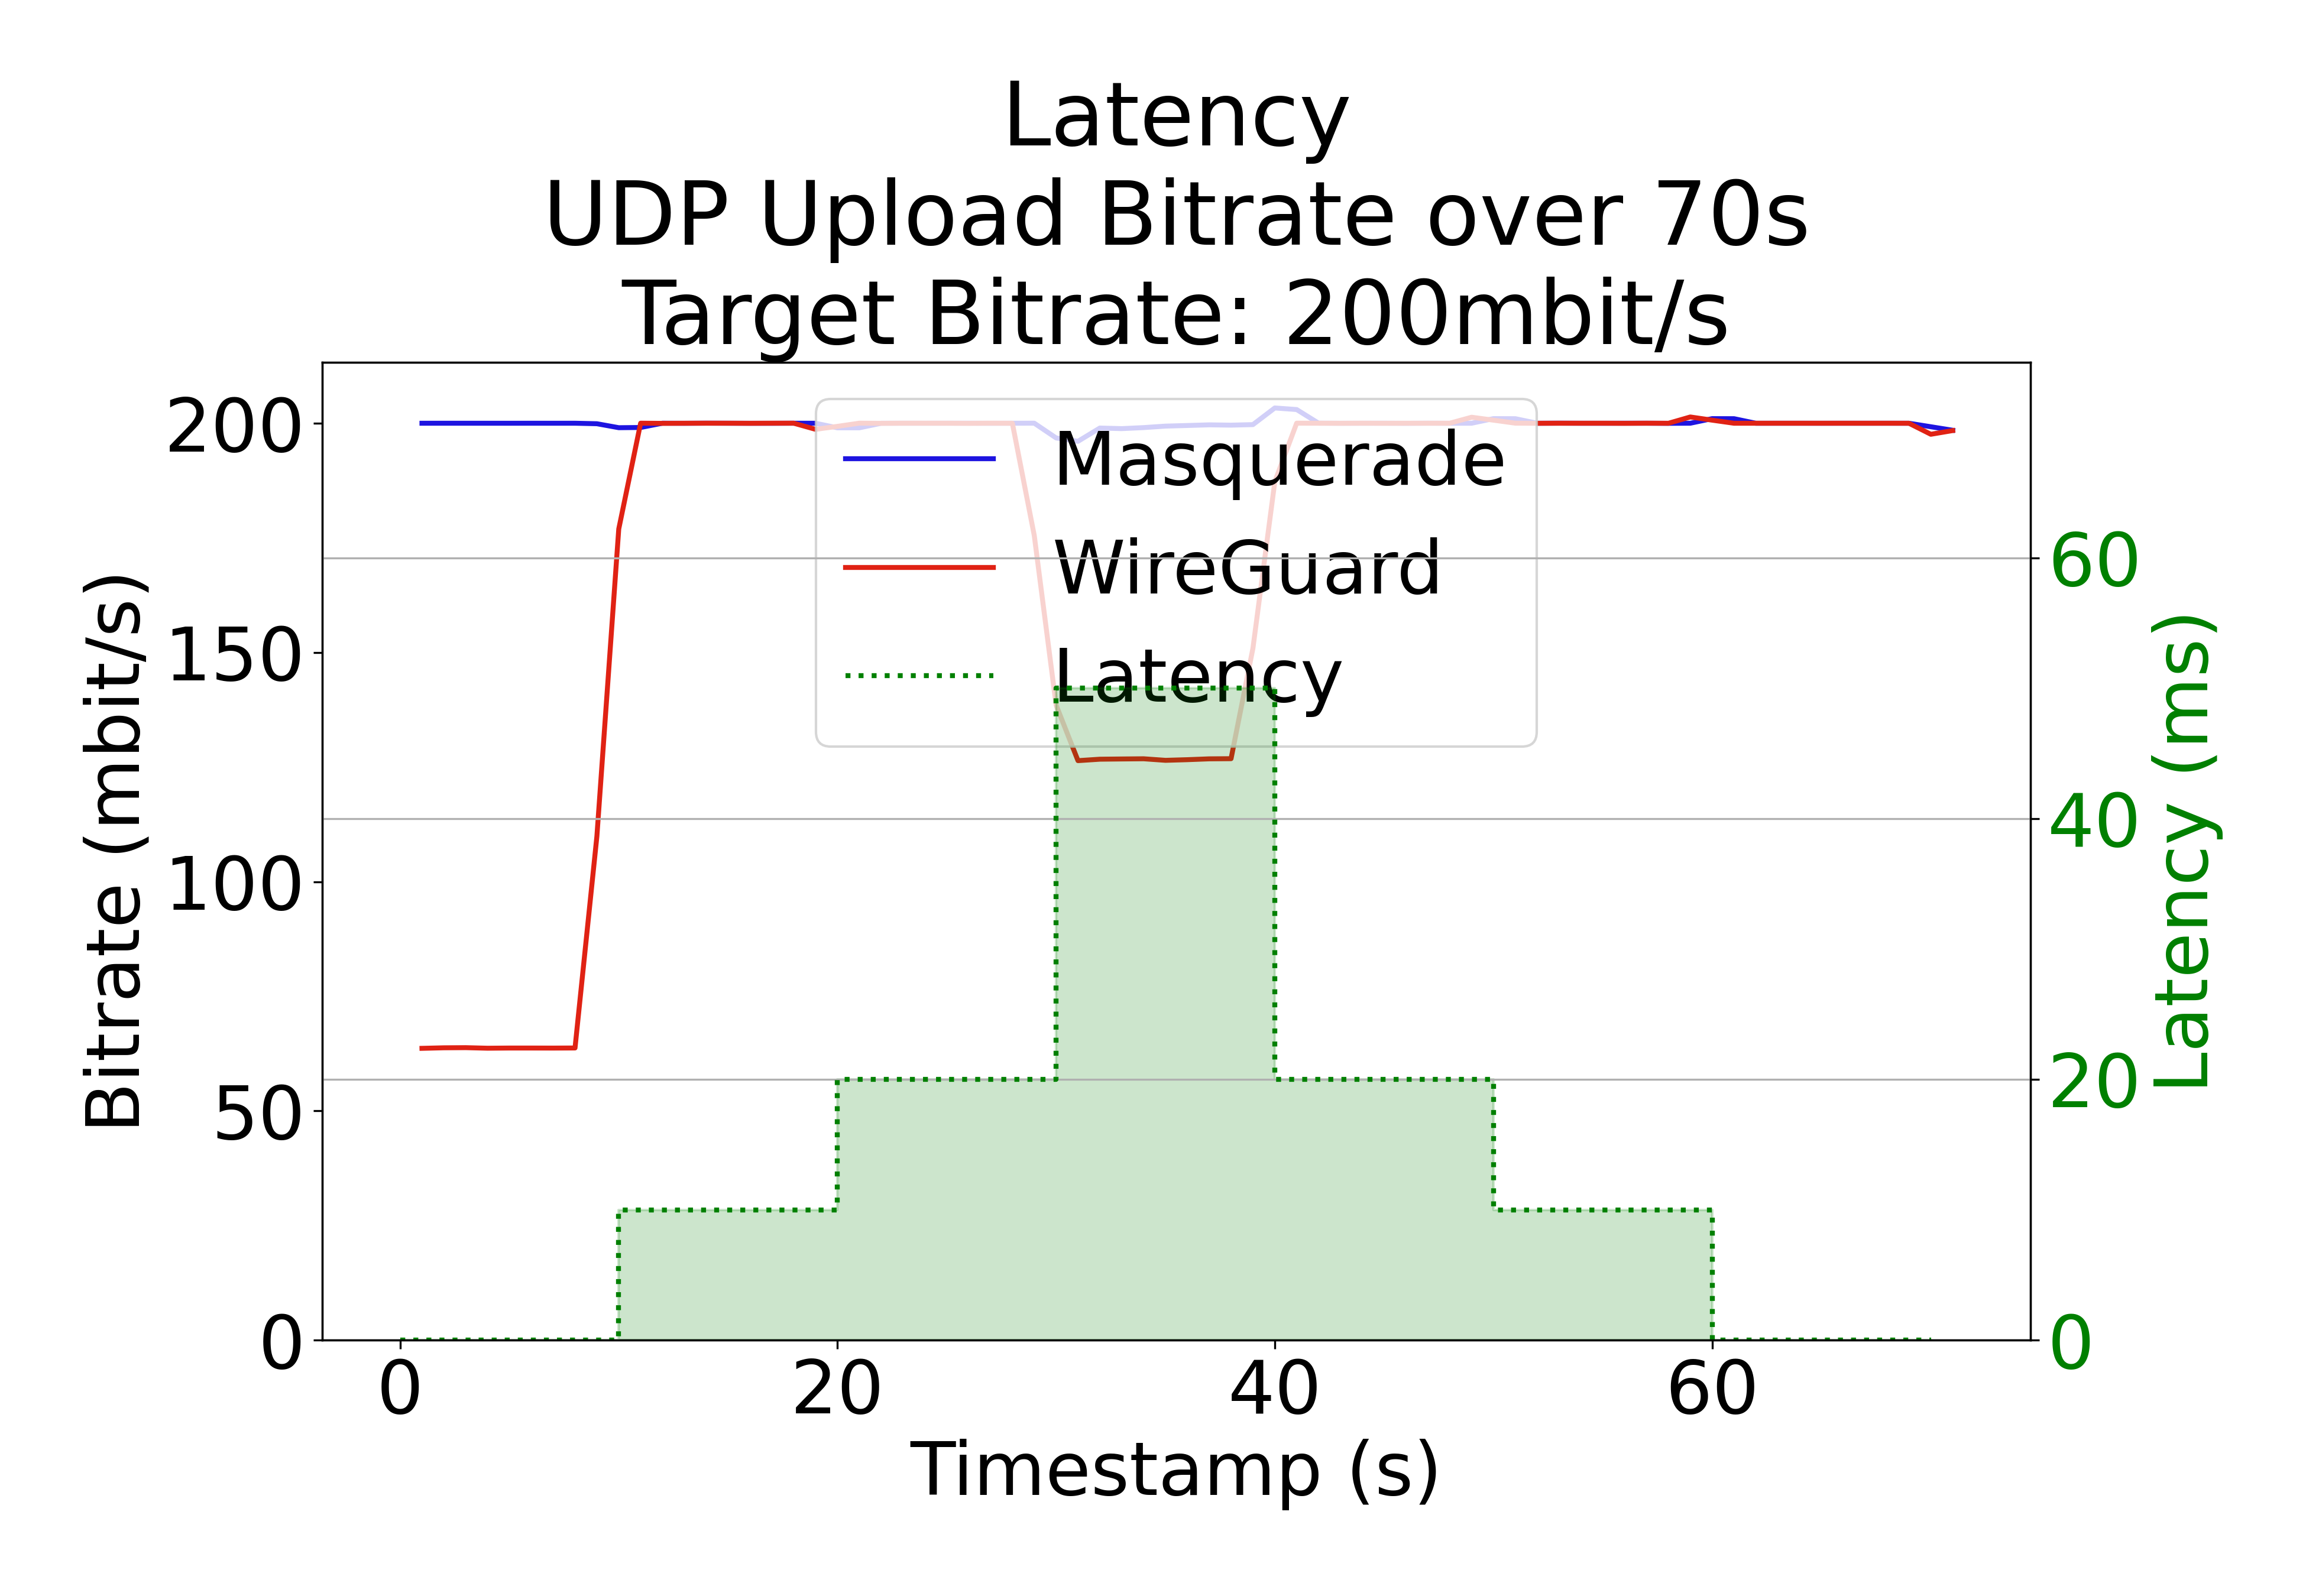 Latency
UDP Upload Bitrate over 70s
Target Bitrate: 200mbit/s
Masquerade
WireGuard
Latency
Bitrate (mbit/s)
200
150
100
50
0
Latency (ms)
60
40
20
0
0 20 40 60
Timestamp (s)